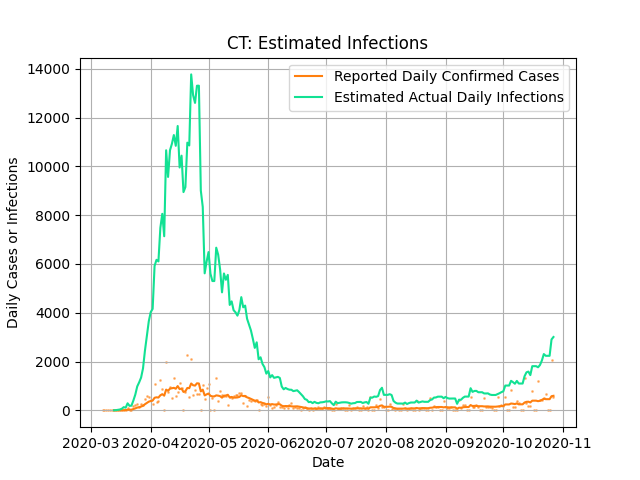 CT: Estimated Infections
Reported Daily Confirmed Cases
Estimated Actual Daily Infections
Daily Cases or Infections
14000
12000
10000
8000
6000
4000
2000
0
2020-03 2020-04 2020-05 2020-06 2020-07 2020-08 2020-09 2020-10 2020-11
Date